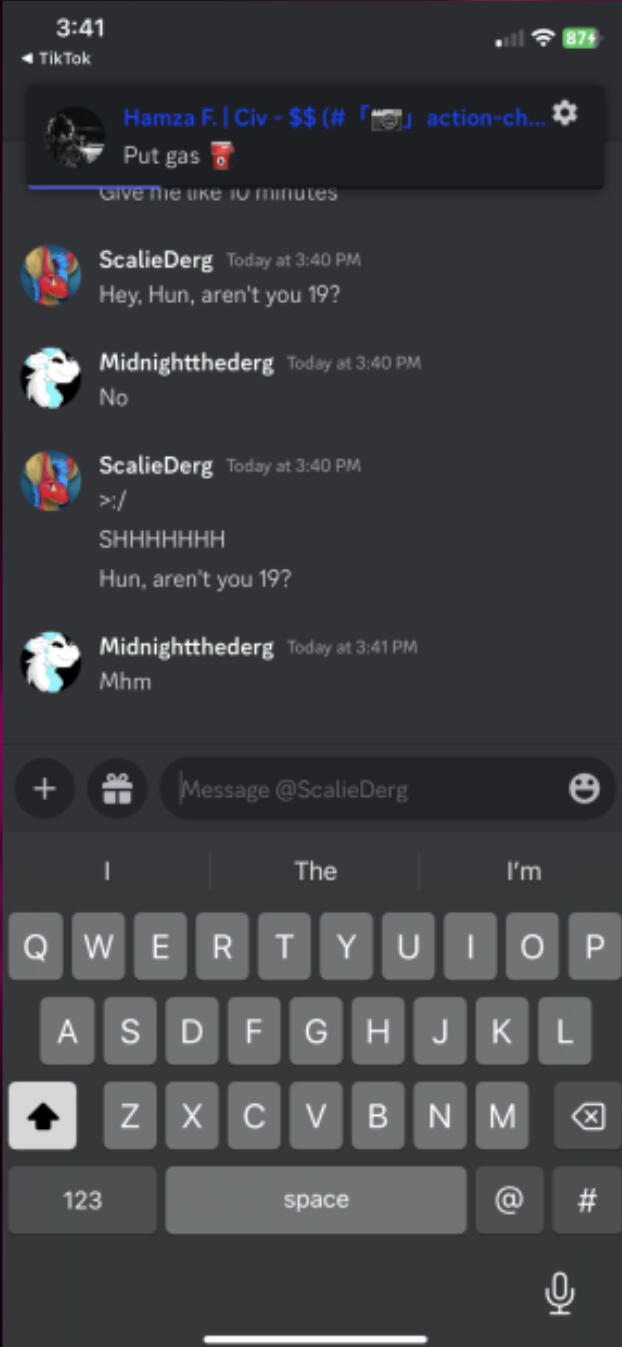 3:41
87
◀ TikTok
Hamza F. | Civ - $$ (#「📷」action-ch...
Put gas ⛽
Give me like 10 minutes
ScalieDerg Today at 3:40 PM
Hey, Hun, aren't you 19?
Midnightthederg Today at 3:40 PM
No
ScalieDerg Today at 3:40 PM
>:/
SHHHHHHH
Hun, aren't you 19?
Midnightthederg Today at 3:41 PM
Mhm
Message @ScalieDerg
I The I'm
Q W E R T Y U I O P
A S D F G H J K L
Z X C V B N M
123 space @ #